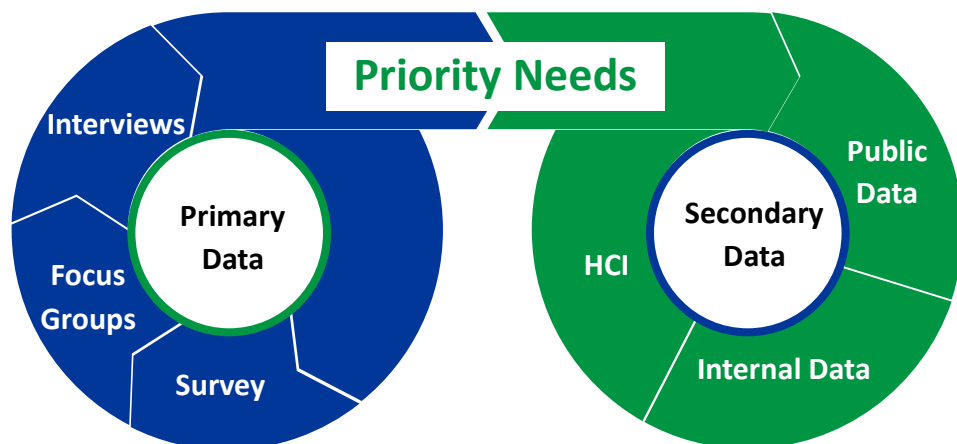 Priority Needs
Interviews
Primary
Data
Focus
Groups
Survey
Public
Data
Secondary
Data
HCI
Internal Data